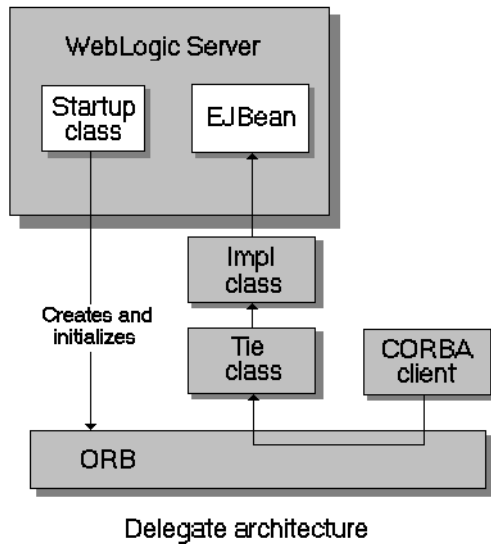 WebLogic Server
Startup
class
EJBean
Impl
class
Creates and
initializes
Tie
class
CORBA
client
ORB
Delegate architecture